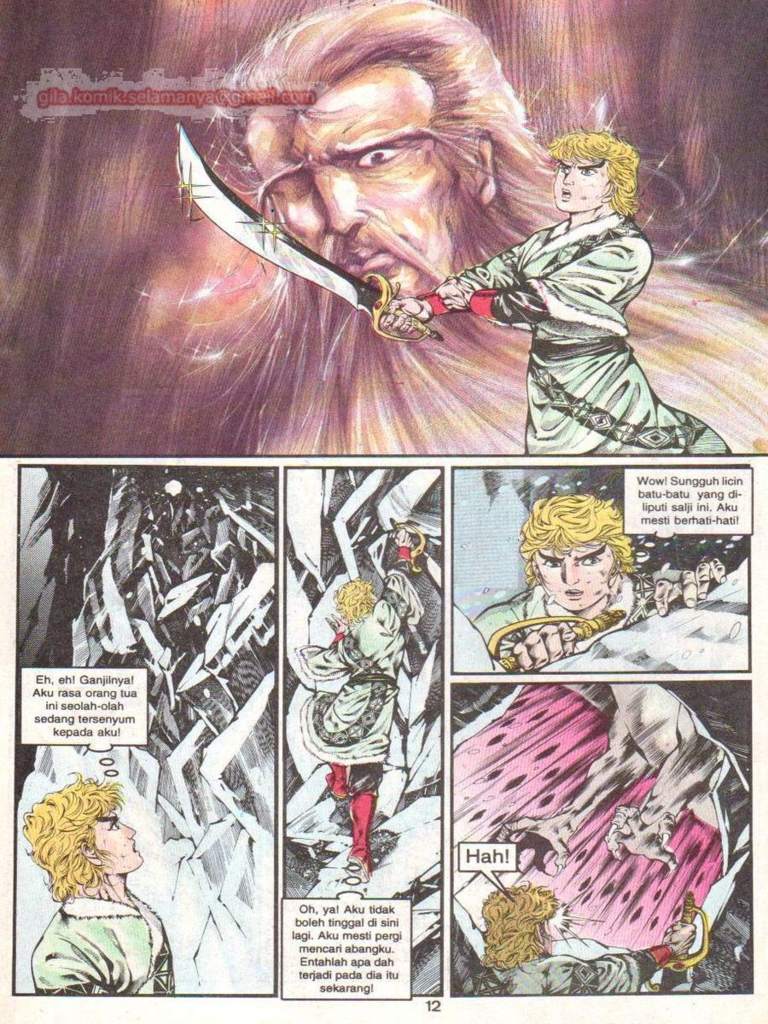 gila.komik.selamanya@gmail.com
Eh, eh! Ganjilnya!
Aku rasa orang tua
ini seolah-olah
sedang tersenyum
kepada aku!
Oh, ya! Aku tidak
boleh tinggal di sini
lagi. Aku mesti pergi
mencari abangku.
Entahlah apa dah
terjadi pada dia itu
sekarang!
Wow! Sungguh licin
batu-batu yang di-
liputi salji ini. Aku
mesti berhati-hati!
Hah!
12